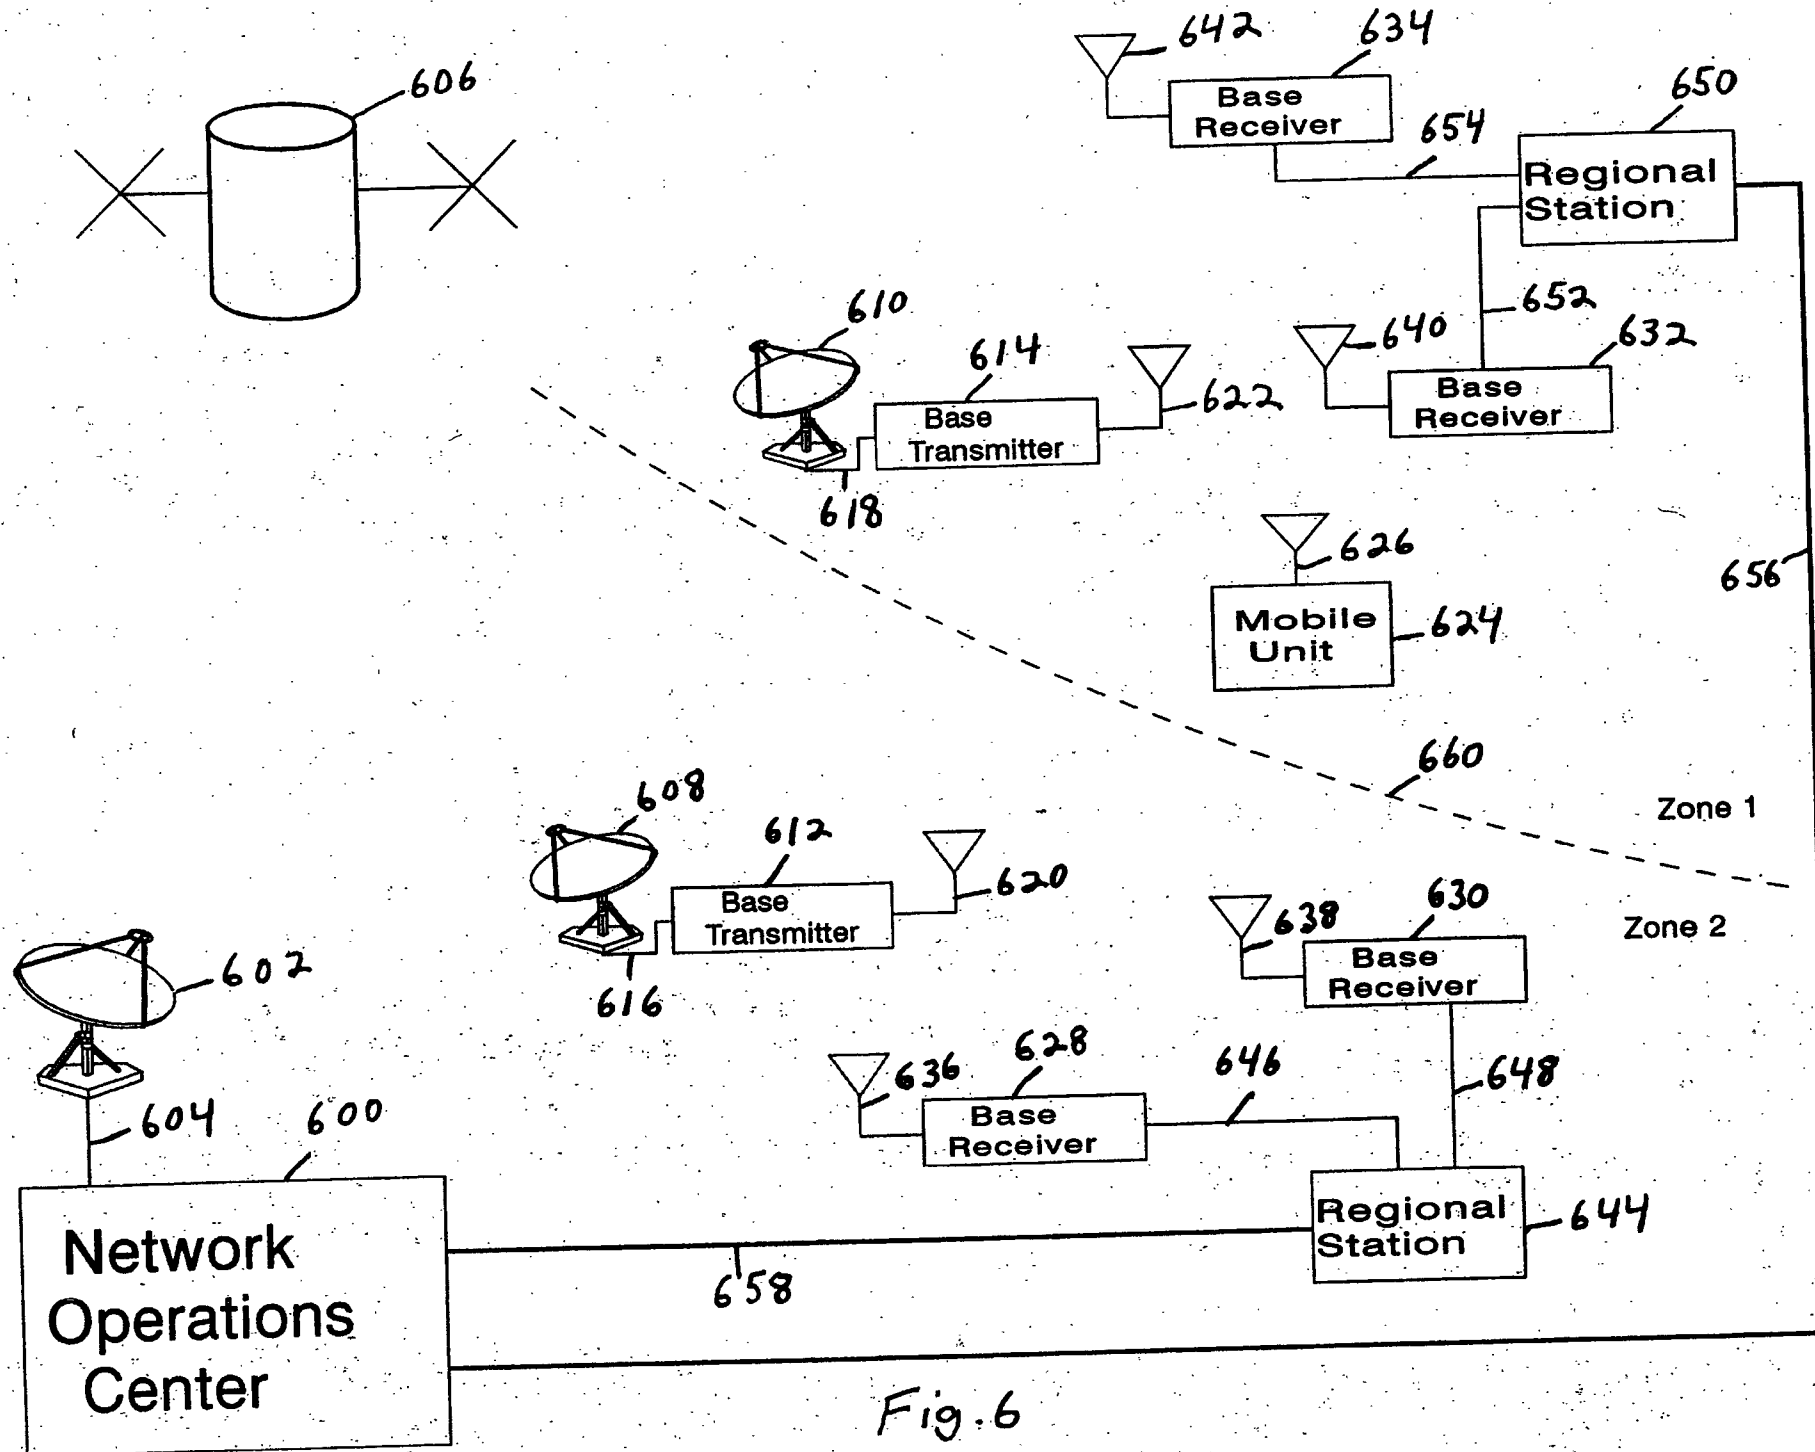 642
634
606
650
Base
Receiver
654
Regional
Station
610
652
614
640
632
622
Base
Transmitter
Base
Receiver
618
626
656
Mobile
Unit
624
660
608
Zone 1
612
620
630
Base
Transmitter
638
Zone 2
602
Base
Receiver
616
628
646
636
648
604
600
Base
Receiver
Regional
Station
644
Network
Operations
Center
658
Fig. 6